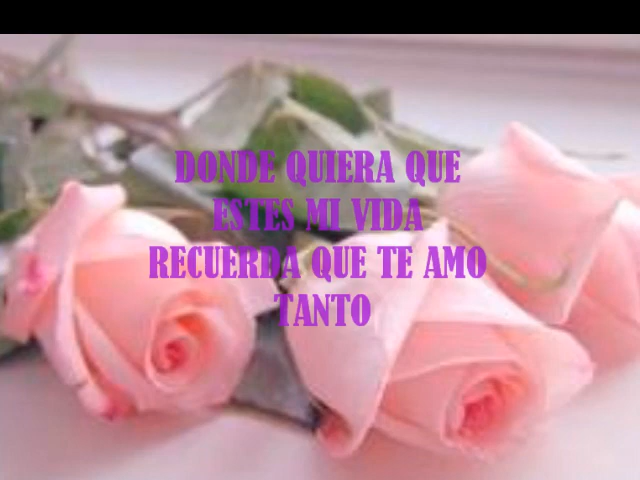 DONDE QUIERA QUE
ESTES MI VIDA
RECUERDA QUE TE AMO
TANTO